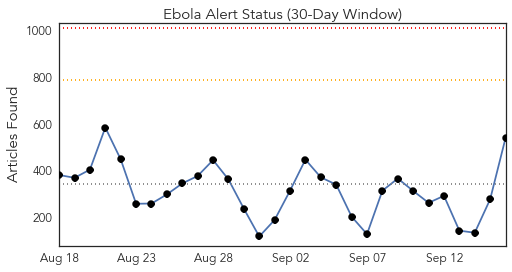 Ebola Alert Status (30-Day Window)
Articles Found
1000
800
600
400
200
Aug 18
Aug 23
Aug 28
Sep 02
Sep 07
Sep 12